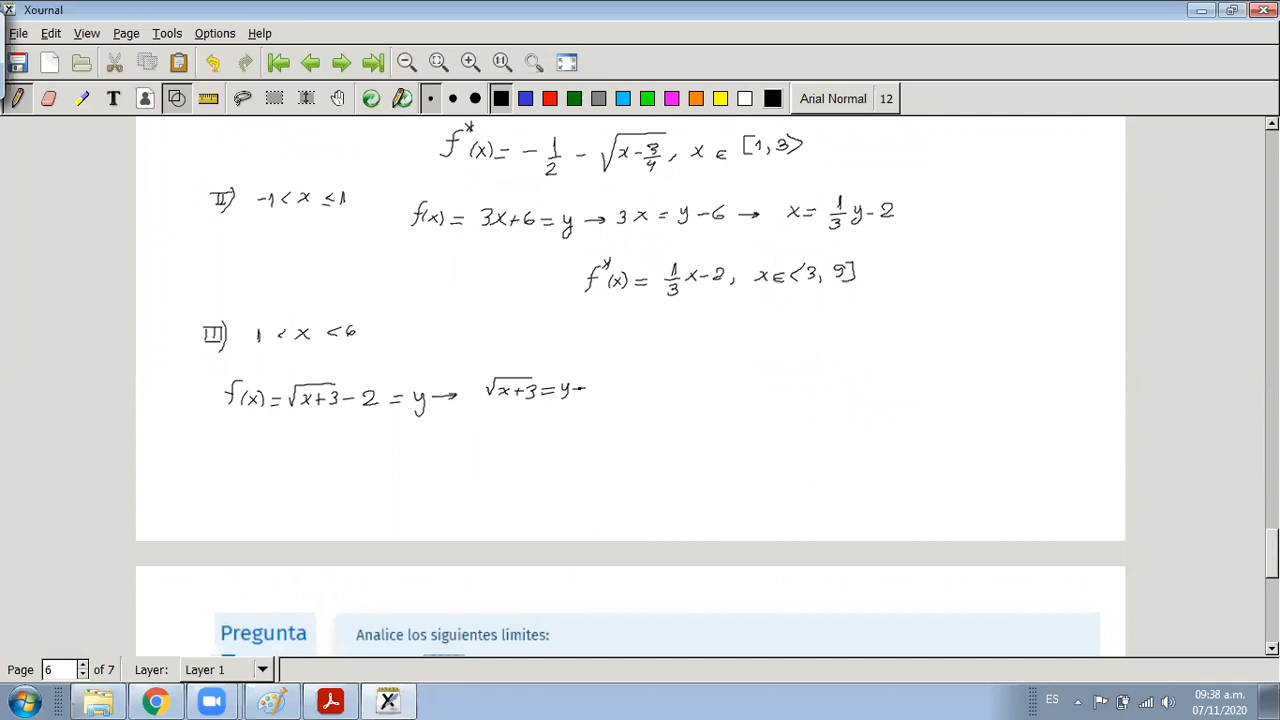 Xournal
File Edit View Page Tools Options Help
Arial Normal 12
f*(x) = - 1/2 - √(x - 3/4), x ∈ [1, 3⟩
II) -1 < x ≤ 1
f(x) = 3x+6 = y → 3x = y - 6 → x = 1/3 y - 2
f*(x) = 1/3 x - 2, x ∈ ⟨3, 9]
III) 1 < x < 6
f(x) = √(x+3) - 2 = y → √(x+3) = y -
Pregunta
Analice los siguientes límites:
Page 6 of 7 Layer: Layer 1
ES 09:38 a.m.
07/11/2020